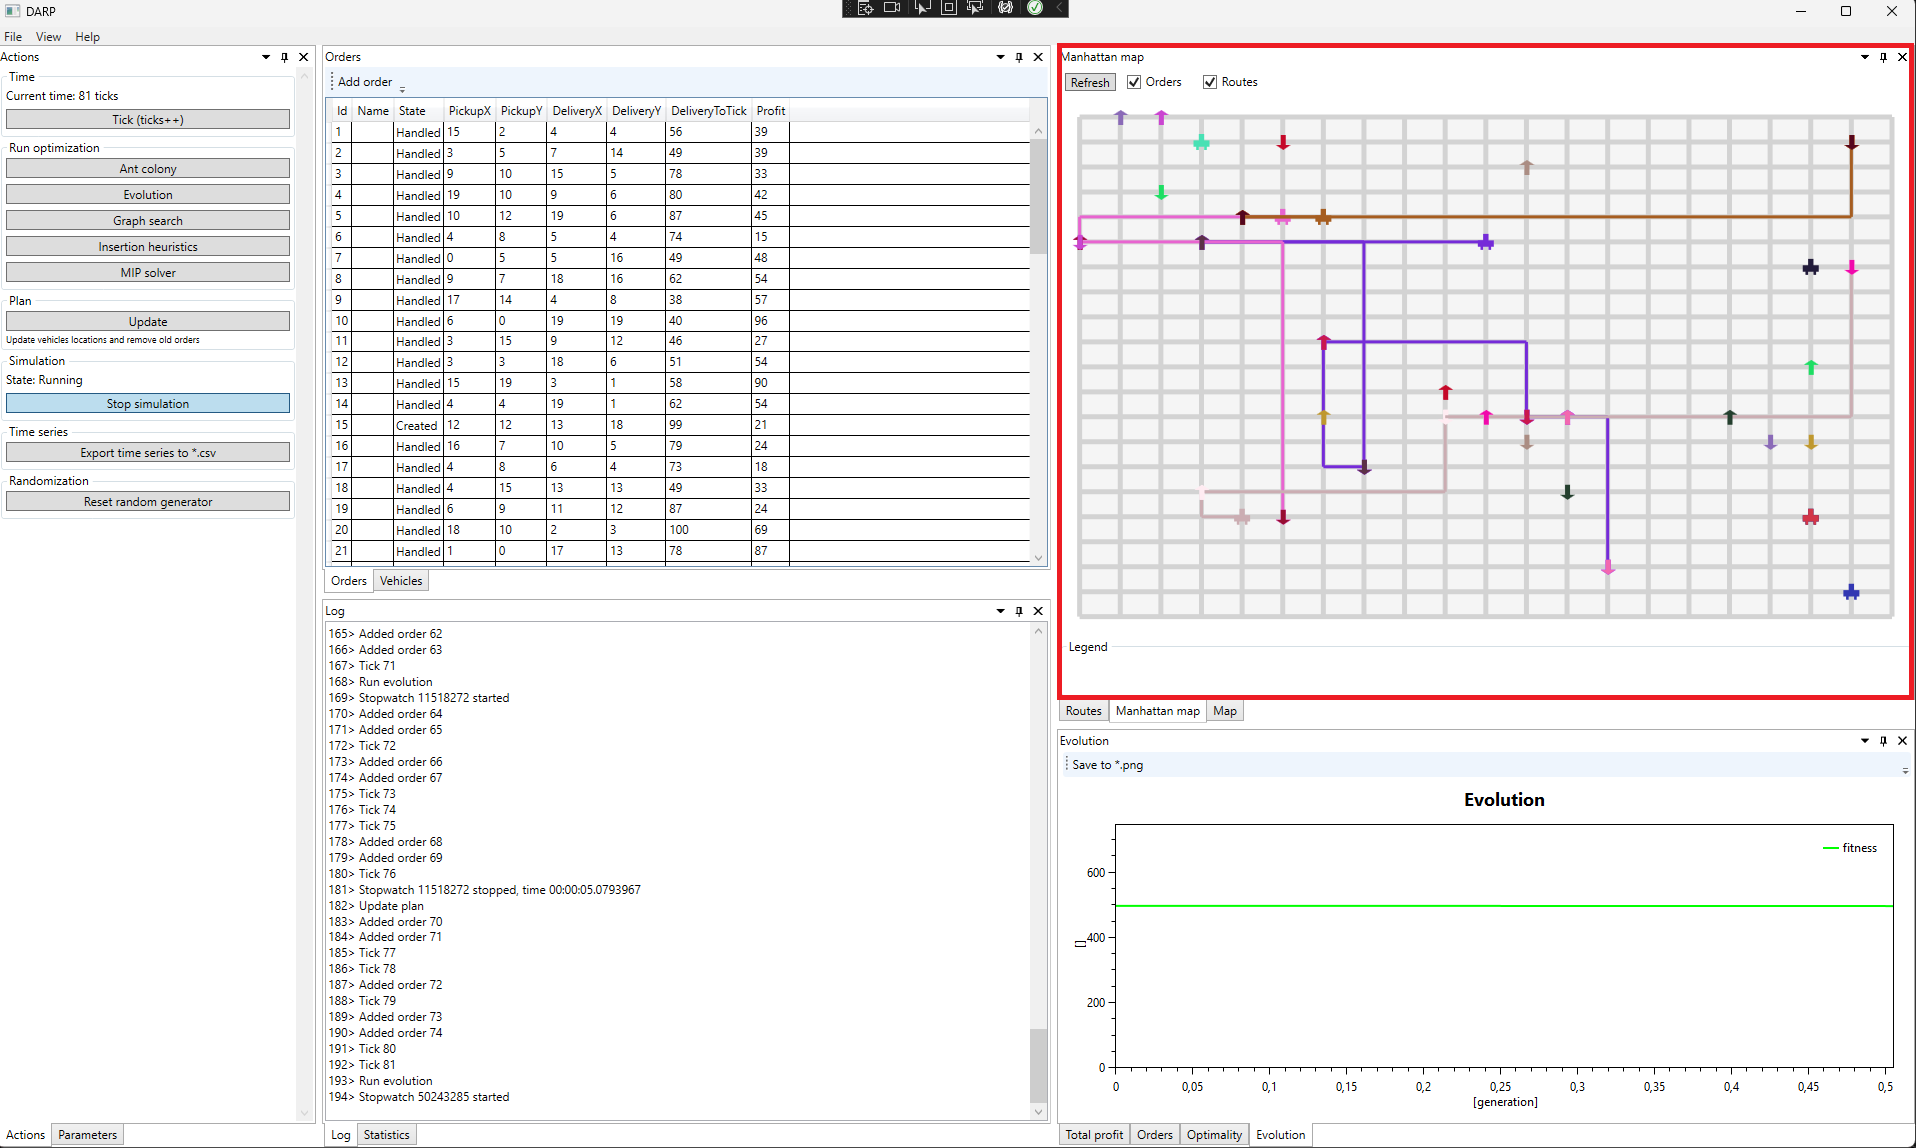 DARP
File View Help
Actions
Time
Current time: 81 ticks
Tick (ticks++)
Run optimization
Ant colony
Evolution
Graph search
Insertion heuristics
MIP solver
Plan
Update
Update vehicles locations and remove old orders
Simulation
State: Running
Stop simulation
Time series
Export time series to *.csv
Randomization
Reset random generator
Actions Parameters
Orders
Add order
Id Name State PickupX PickupY DeliveryX DeliveryY DeliveryToTick Profit
1 Handled 15 2 4 4 56 39
2 Handled 3 5 7 14 49 39
3 Handled 9 10 15 5 78 33
4 Handled 19 10 9 6 80 42
5 Handled 10 12 19 6 87 45
6 Handled 4 8 5 4 74 15
7 Handled 0 5 5 16 49 48
8 Handled 9 7 18 16 62 54
9 Handled 17 14 4 8 38 57
10 Handled 6 0 19 19 40 96
11 Handled 3 15 9 12 46 27
12 Handled 3 3 18 6 51 54
13 Handled 15 19 3 1 58 90
14 Handled 4 4 19 1 62 54
15 Created 12 12 13 18 99 21
16 Handled 16 7 10 5 79 24
17 Handled 4 8 6 4 73 18
18 Handled 4 15 13 13 49 33
19 Handled 6 9 11 12 87 24
20 Handled 18 10 2 3 100 69
21 Handled 1 0 17 13 78 87
Orders Vehicles
Log
165> Added order 62
166> Added order 63
167> Tick 71
168> Run evolution
169> Stopwatch 11518272 started
170> Added order 64
171> Added order 65
172> Tick 72
173> Added order 66
174> Added order 67
175> Tick 73
176> Tick 74
177> Tick 75
178> Added order 68
179> Added order 69
180> Tick 76
181> Stopwatch 11518272 stopped, time 00:00:05.0793967
182> Update plan
183> Added order 70
184> Added order 71
185> Tick 77
186> Tick 78
187> Added order 72
188> Tick 79
189> Added order 73
190> Added order 74
191> Tick 80
192> Tick 81
193> Run evolution
194> Stopwatch 50243285 started
Log Statistics
Manhattan map
Refresh Orders Routes
Legend
Routes Manhattan map Map
Evolution
Save to *.png
Evolution
fitness
600
400
200
0
[]
0 0,05 0,1 0,15 0,2 0,25 0,3 0,35 0,4 0,45 0,5
[generation]
Total profit Orders Optimality Evolution